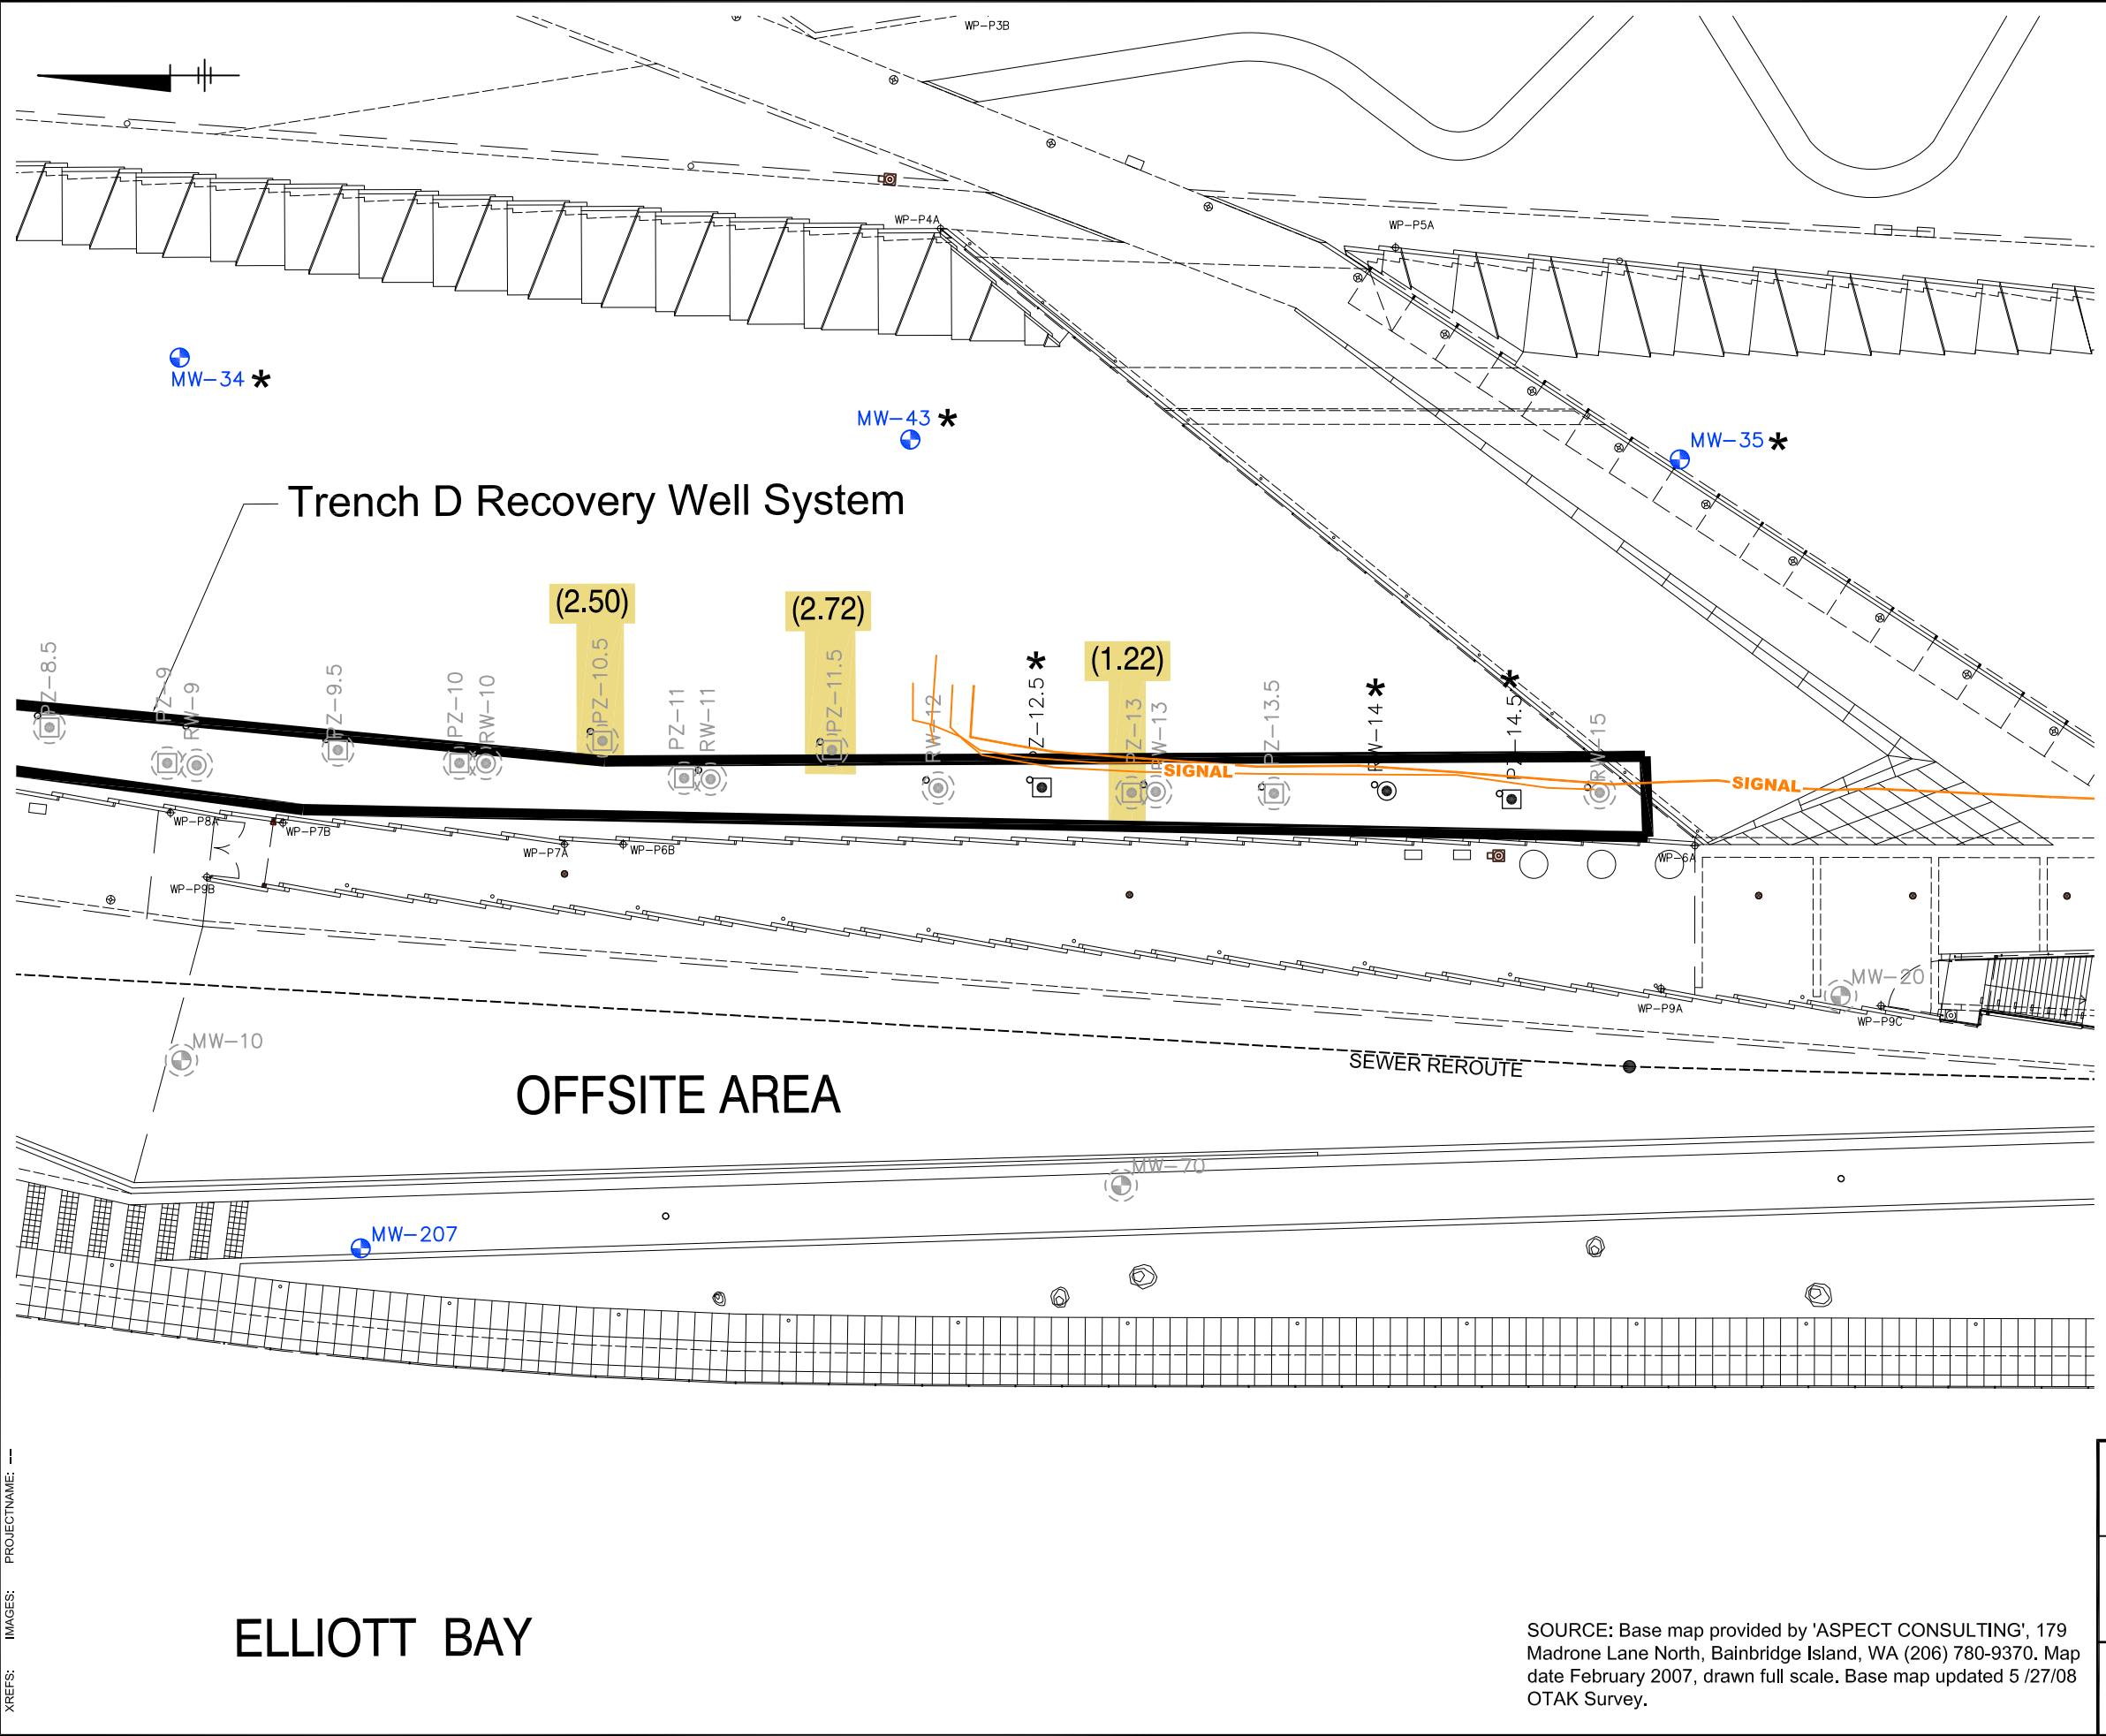 WP-P3B
WP-P4A
WP-P5A
MW-34 *
MW-43 *
MW-35 *
Trench D Recovery Well System
(2.50)
(2.72)
(1.22)
PZ-8.5
PZ-9
RW-9
PZ-9.5
PZ-10
RW-10
PZ-10.5
PZ-11
RW-11
PZ-11.5
RW-12
Z-12.5 *
PZ-13
RW-13
PZ-13.5
RW-14 *
PZ-14.5 *
RW-15
SIGNAL
SIGNAL
WP-P8A
WP-P7B
WP-P7A
WP-P6B
WP-6A
WP-P9B
WP-P9A
WP-P9C
MW-20
MW-10
SEWER REROUTE
OFFSITE AREA
MW-70
MW-207
ELLIOTT BAY
SOURCE: Base map provided by 'ASPECT CONSULTING', 179
Madrone Lane North, Bainbridge Island, WA (206) 780-9370. Map
date February 2007, drawn full scale. Base map updated 5 /27/08
OTAK Survey.
XREFS: IMAGES: PROJECTNAME: ---